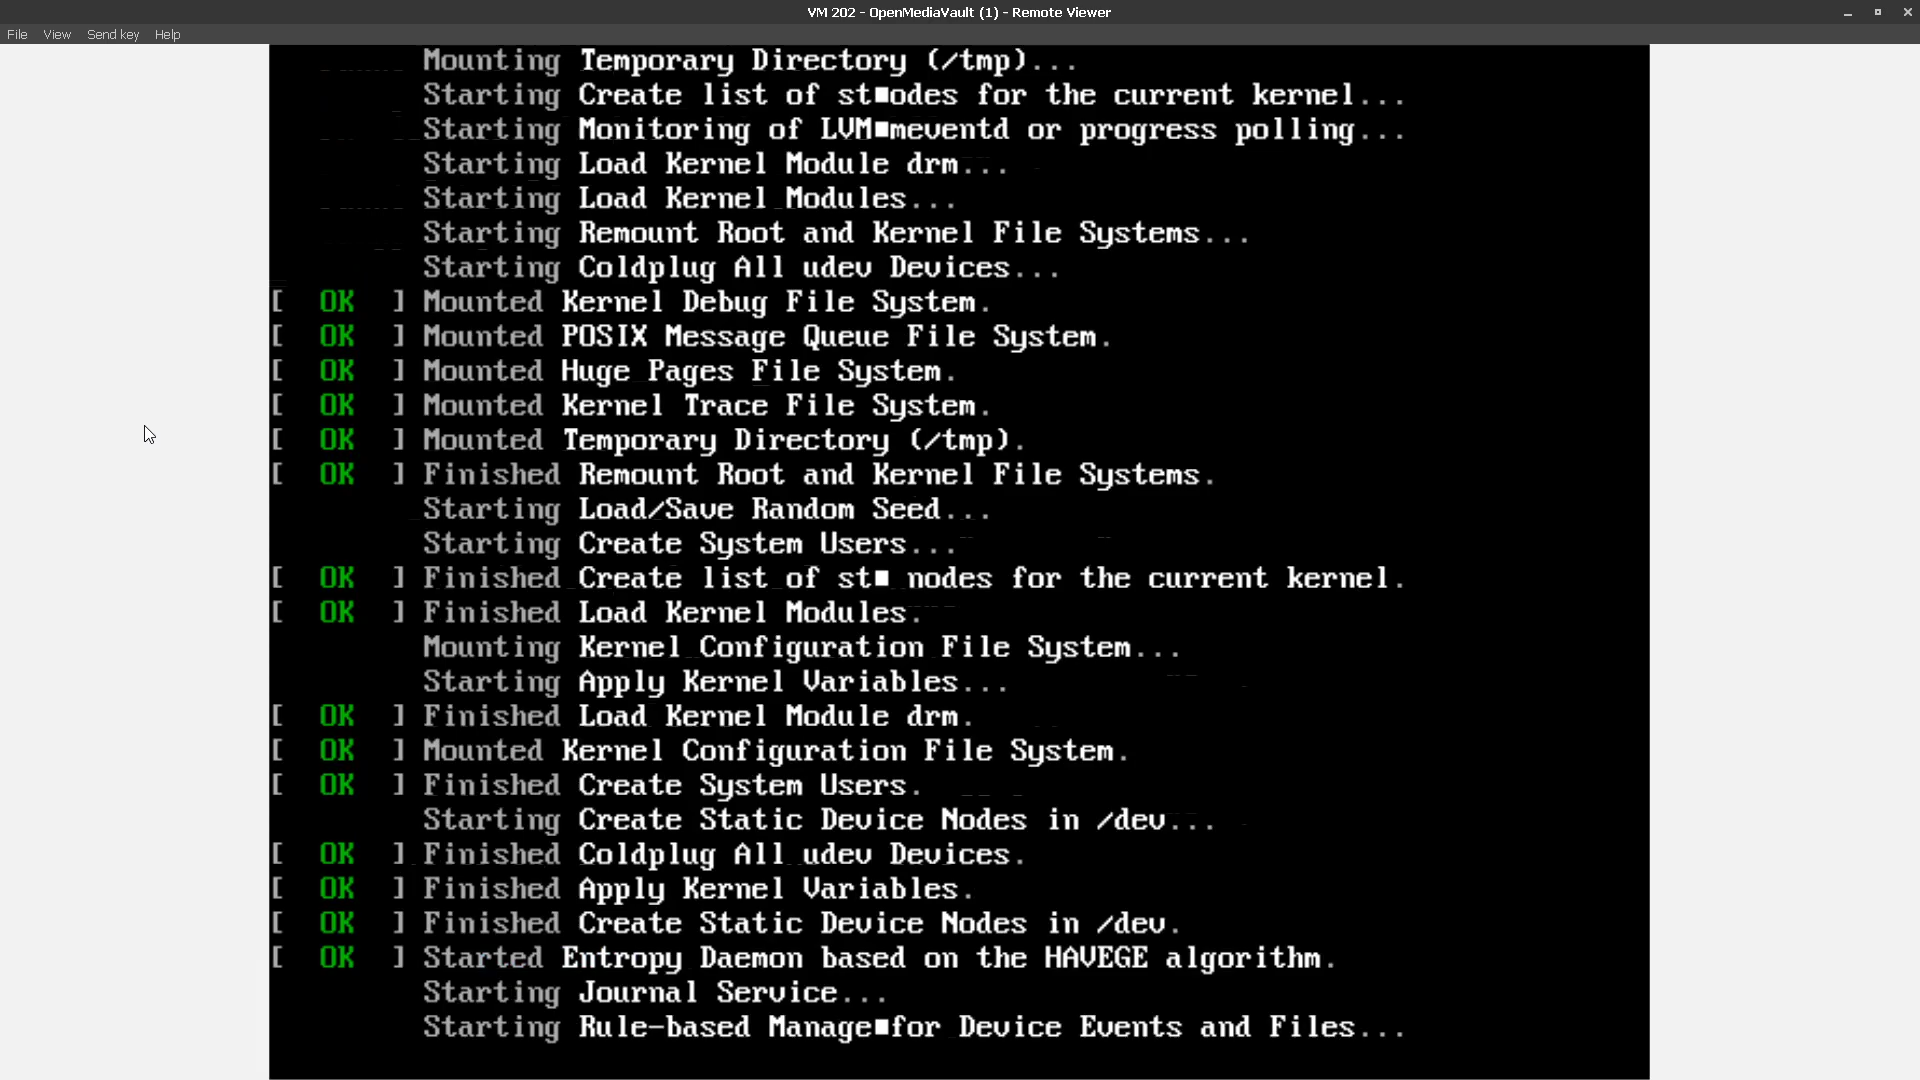 VM 202 - OpenMediaVault (1) - Remote Viewer
File View Send key Help
Mounting Temporary Directory (/tmp)...
Starting Create list of st■odes for the current kernel...
Starting Monitoring of LVM■meventd or progress polling...
Starting Load Kernel Module drm...
Starting Load Kernel Modules...
Starting Remount Root and Kernel File Systems...
Starting Coldplug All udev Devices...
[  OK  ] Mounted Kernel Debug File System.
[  OK  ] Mounted POSIX Message Queue File System.
[  OK  ] Mounted Huge Pages File System.
[  OK  ] Mounted Kernel Trace File System.
[  OK  ] Mounted Temporary Directory (/tmp).
[  OK  ] Finished Remount Root and Kernel File Systems.
Starting Load/Save Random Seed...
Starting Create System Users...
[  OK  ] Finished Create list of st■ nodes for the current kernel.
[  OK  ] Finished Load Kernel Modules.
Mounting Kernel Configuration File System...
Starting Apply Kernel Variables...
[  OK  ] Finished Load Kernel Module drm.
[  OK  ] Mounted Kernel Configuration File System.
[  OK  ] Finished Create System Users.
Starting Create Static Device Nodes in /dev...
[  OK  ] Finished Coldplug All udev Devices.
[  OK  ] Finished Apply Kernel Variables.
[  OK  ] Finished Create Static Device Nodes in /dev.
[  OK  ] Started Entropy Daemon based on the HAVEGE algorithm.
Starting Journal Service...
Starting Rule-based Manage■for Device Events and Files...